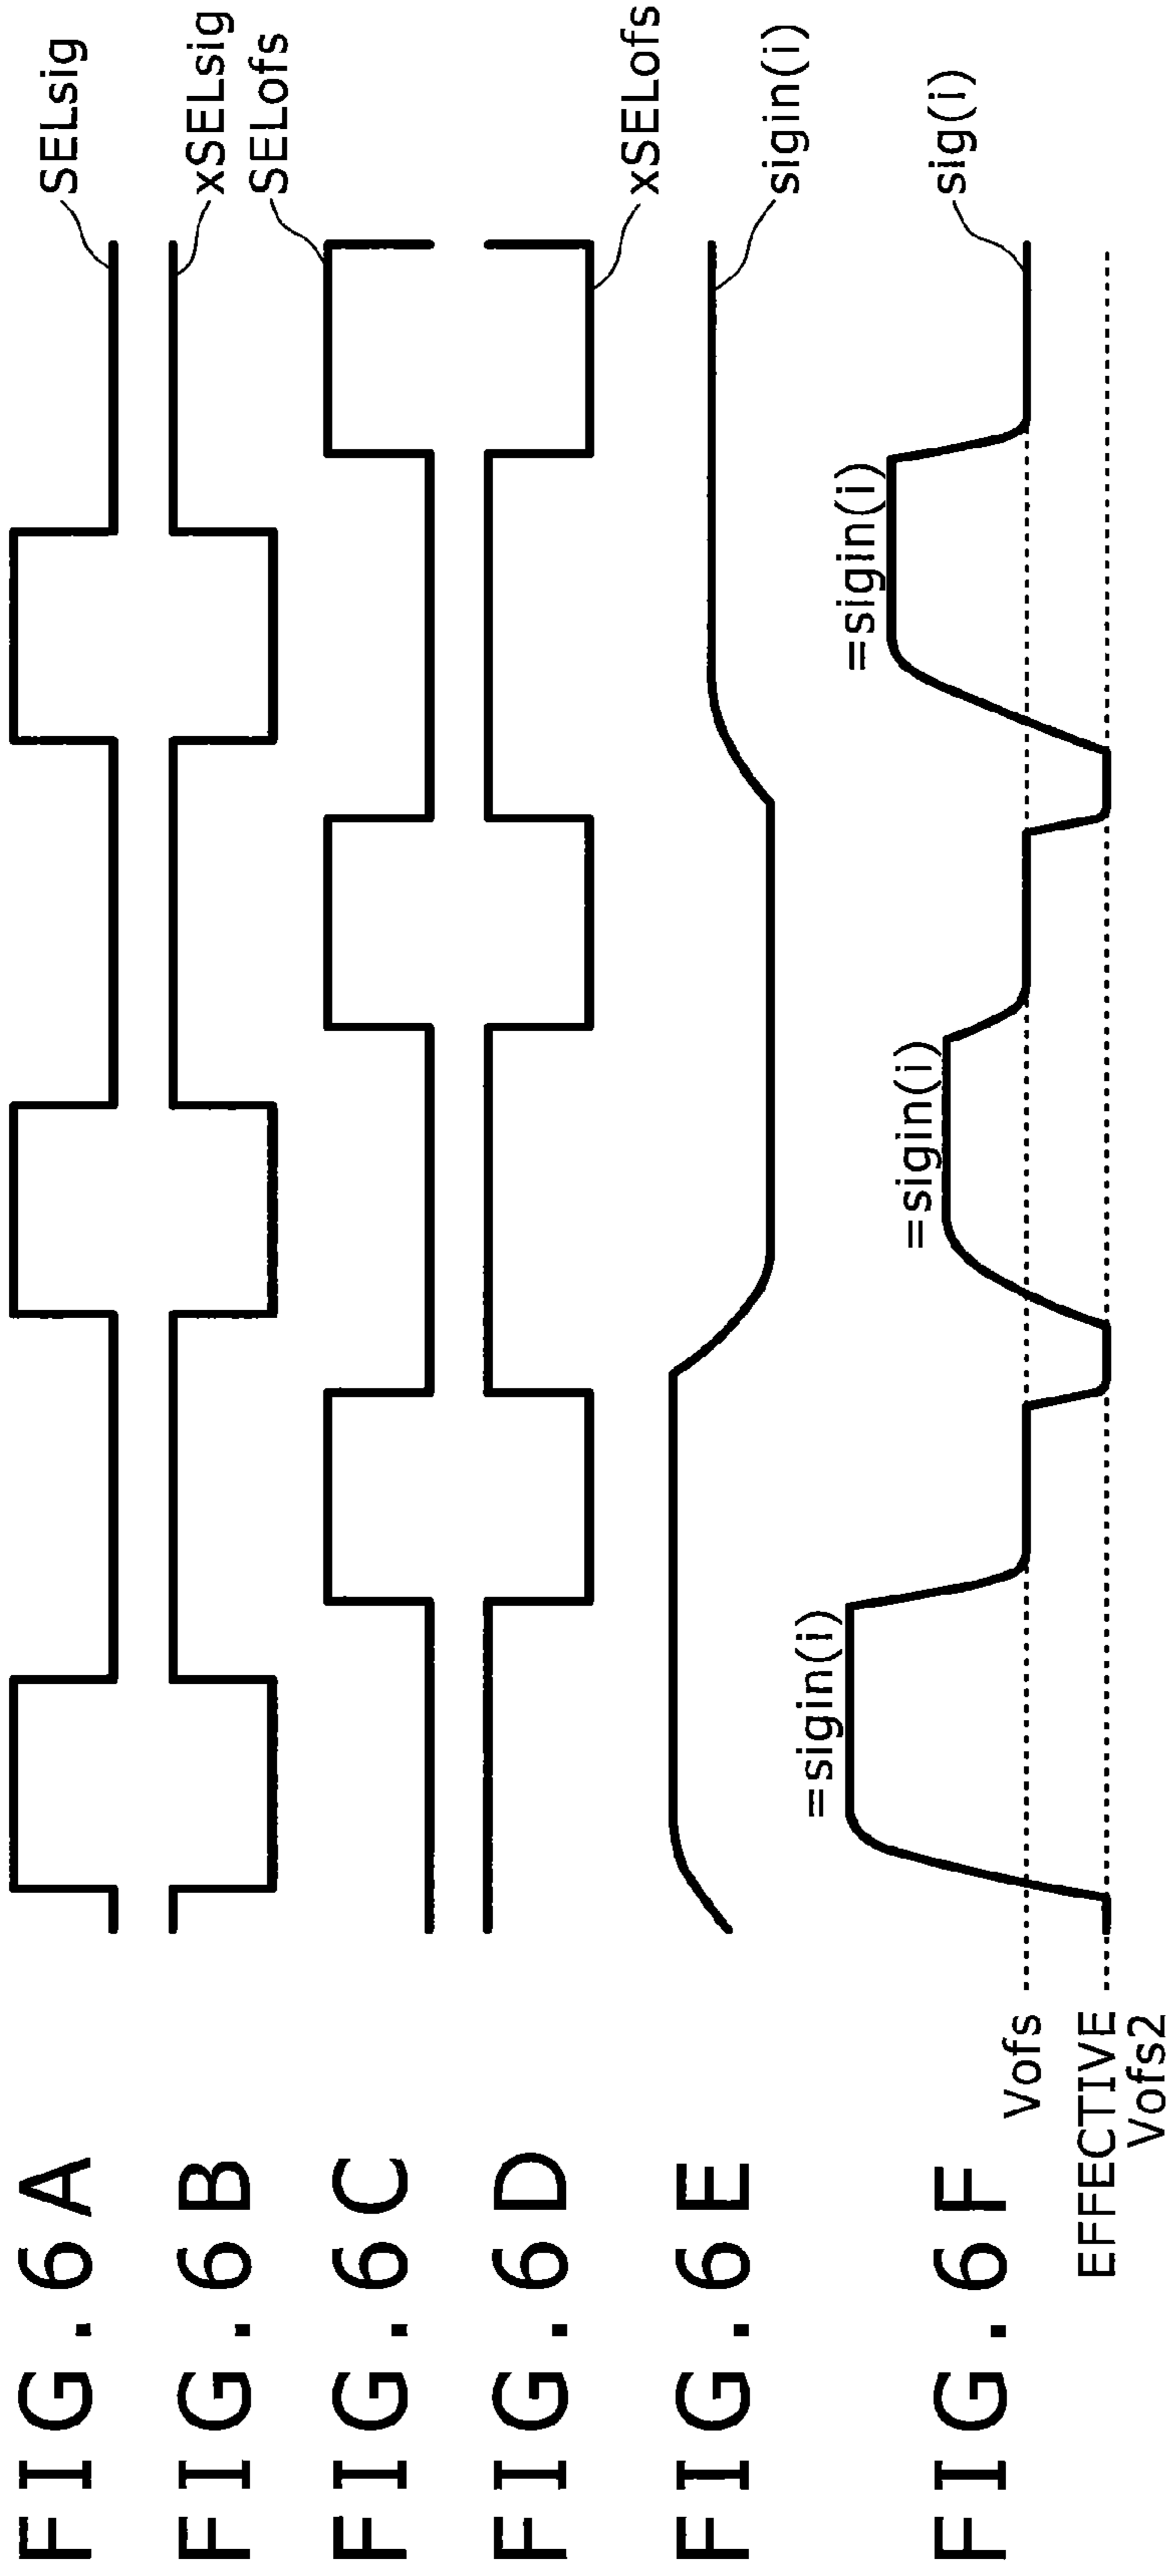 FIG.6A
SELsig
FIG.6B
xSELsig
FIG.6C
SELofs
FIG.6D
xSELofs
FIG.6E
sigin(i)
FIG.6F
=sigin(i)
=sigin(i)
=sigin(i)
sig(i)
Vofs
EFFECTIVE
Vofs2